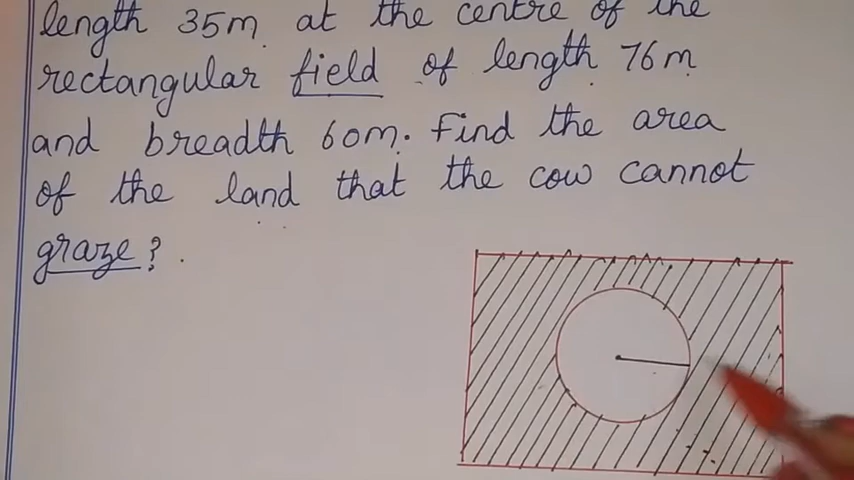 length 35m at the centre of the
rectangular field of length 76m
and breadth 60m. Find the area
of the land that the cow cannot
graze?